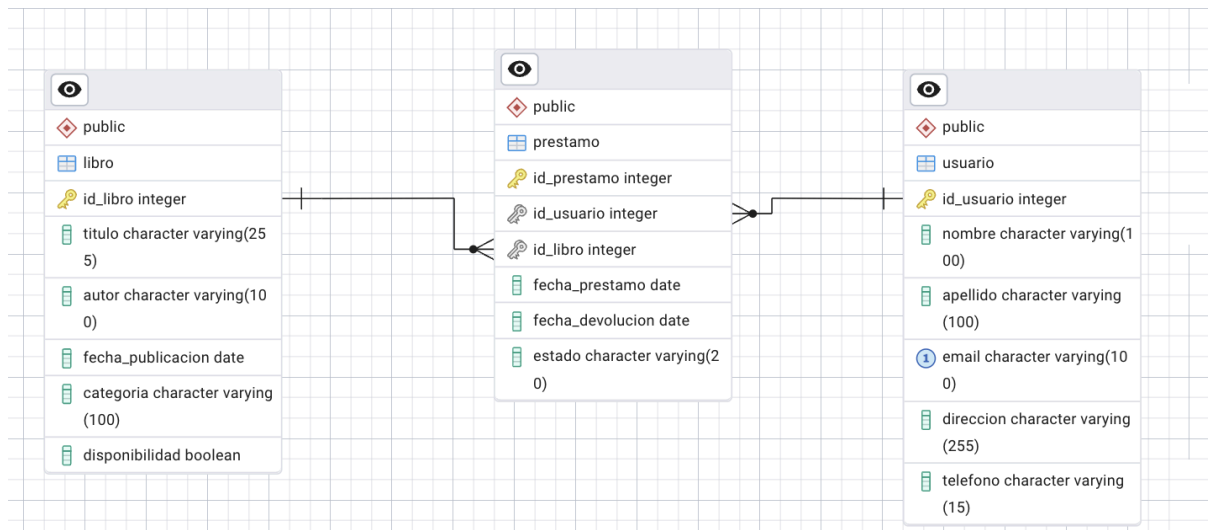 public
libro
id_libro integer
titulo character varying(25
5)
autor character varying(10
0)
fecha_publicacion date
categoria character varying
(100)
disponibilidad boolean
public
prestamo
id_prestamo integer
id_usuario integer
id_libro integer
fecha_prestamo date
fecha_devolucion date
estado character varying(2
0)
public
usuario
id_usuario integer
nombre character varying(1
00)
apellido character varying
(100)
1 email character varying(10
0)
direccion character varying
(255)
telefono character varying
(15)